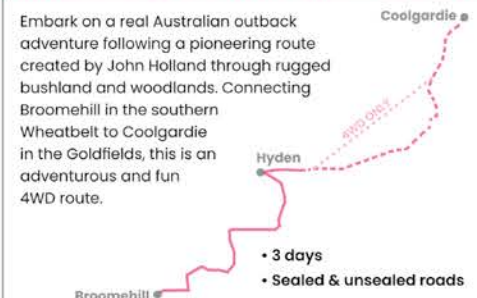 Coolgardie
Embark on a real Australian outback
adventure following a pioneering route
created by John Holland through rugged
bushland and woodlands. Connecting
Broomehill in the southern
Wheatbelt to Coolgardie
in the Goldfields, this is an
adventurous and fun
4WD route.
4WD ONLY
Hyden
• 3 days
• Sealed & unsealed roads
Broomehill